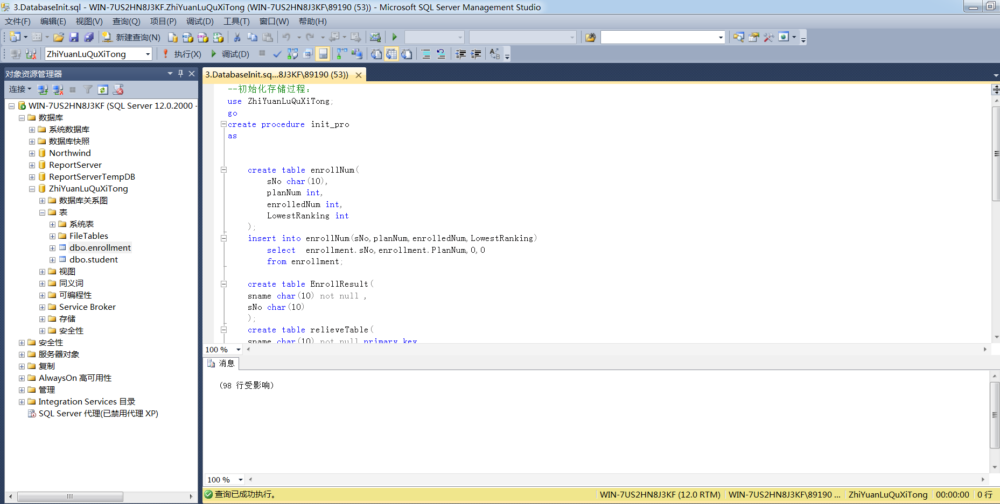 3.DatabaseInit.sql - WIN-7US2HN8J3KF.ZhiYuanLuQuXiTong (WIN-7US2HN8J3KF\89190 (53)) - Microsoft SQL Server Management Studio
文件(F) 编辑(E) 视图(V) 查询(Q) 项目(P) 调试(D) 工具(T) 窗口(W) 帮助(H)
新建查询(N)
ZhiYuanLuQuXiTong 执行(X) 调试(D)
对象资源管理器
连接
WIN-7US2HN8J3KF (SQL Server 12.0.2000 -
数据库
系统数据库
数据库快照
Northwind
ReportServer
ReportServerTempDB
ZhiYuanLuQuXiTong
数据库关系图
表
系统表
FileTables
dbo.enrollment
dbo.student
视图
同义词
可编程性
Service Broker
存储
安全性
安全性
服务器对象
复制
AlwaysOn 高可用性
管理
Integration Services 目录
SQL Server 代理(已禁用代理 XP)
3.DatabaseInit.sq...8J3KF\89190 (53))
--初始化存储过程:
use ZhiYuanLuQuXiTong;
go
create procedure init_pro
as
create table enrollNum(
sNo char(10),
planNum int,
enrolledNum int,
LowestRanking int
);
insert into enrollNum(sNo,planNum,enrolledNum,LowestRanking)
select  enrollment.sNo,enrollment.PlanNum,0,0
from enrollment;
create table EnrollResult(
sname char(10) not null ,
sNo char(10)
);
create table relieveTable(
sname char(10) not null primary key
100 %
消息
(98 行受影响)
100 %
查询已成功执行。 WIN-7US2HN8J3KF (12.0 RTM) WIN-7US2HN8J3KF\89190 ... ZhiYuanLuQuXiTong 00:00:00 0 行